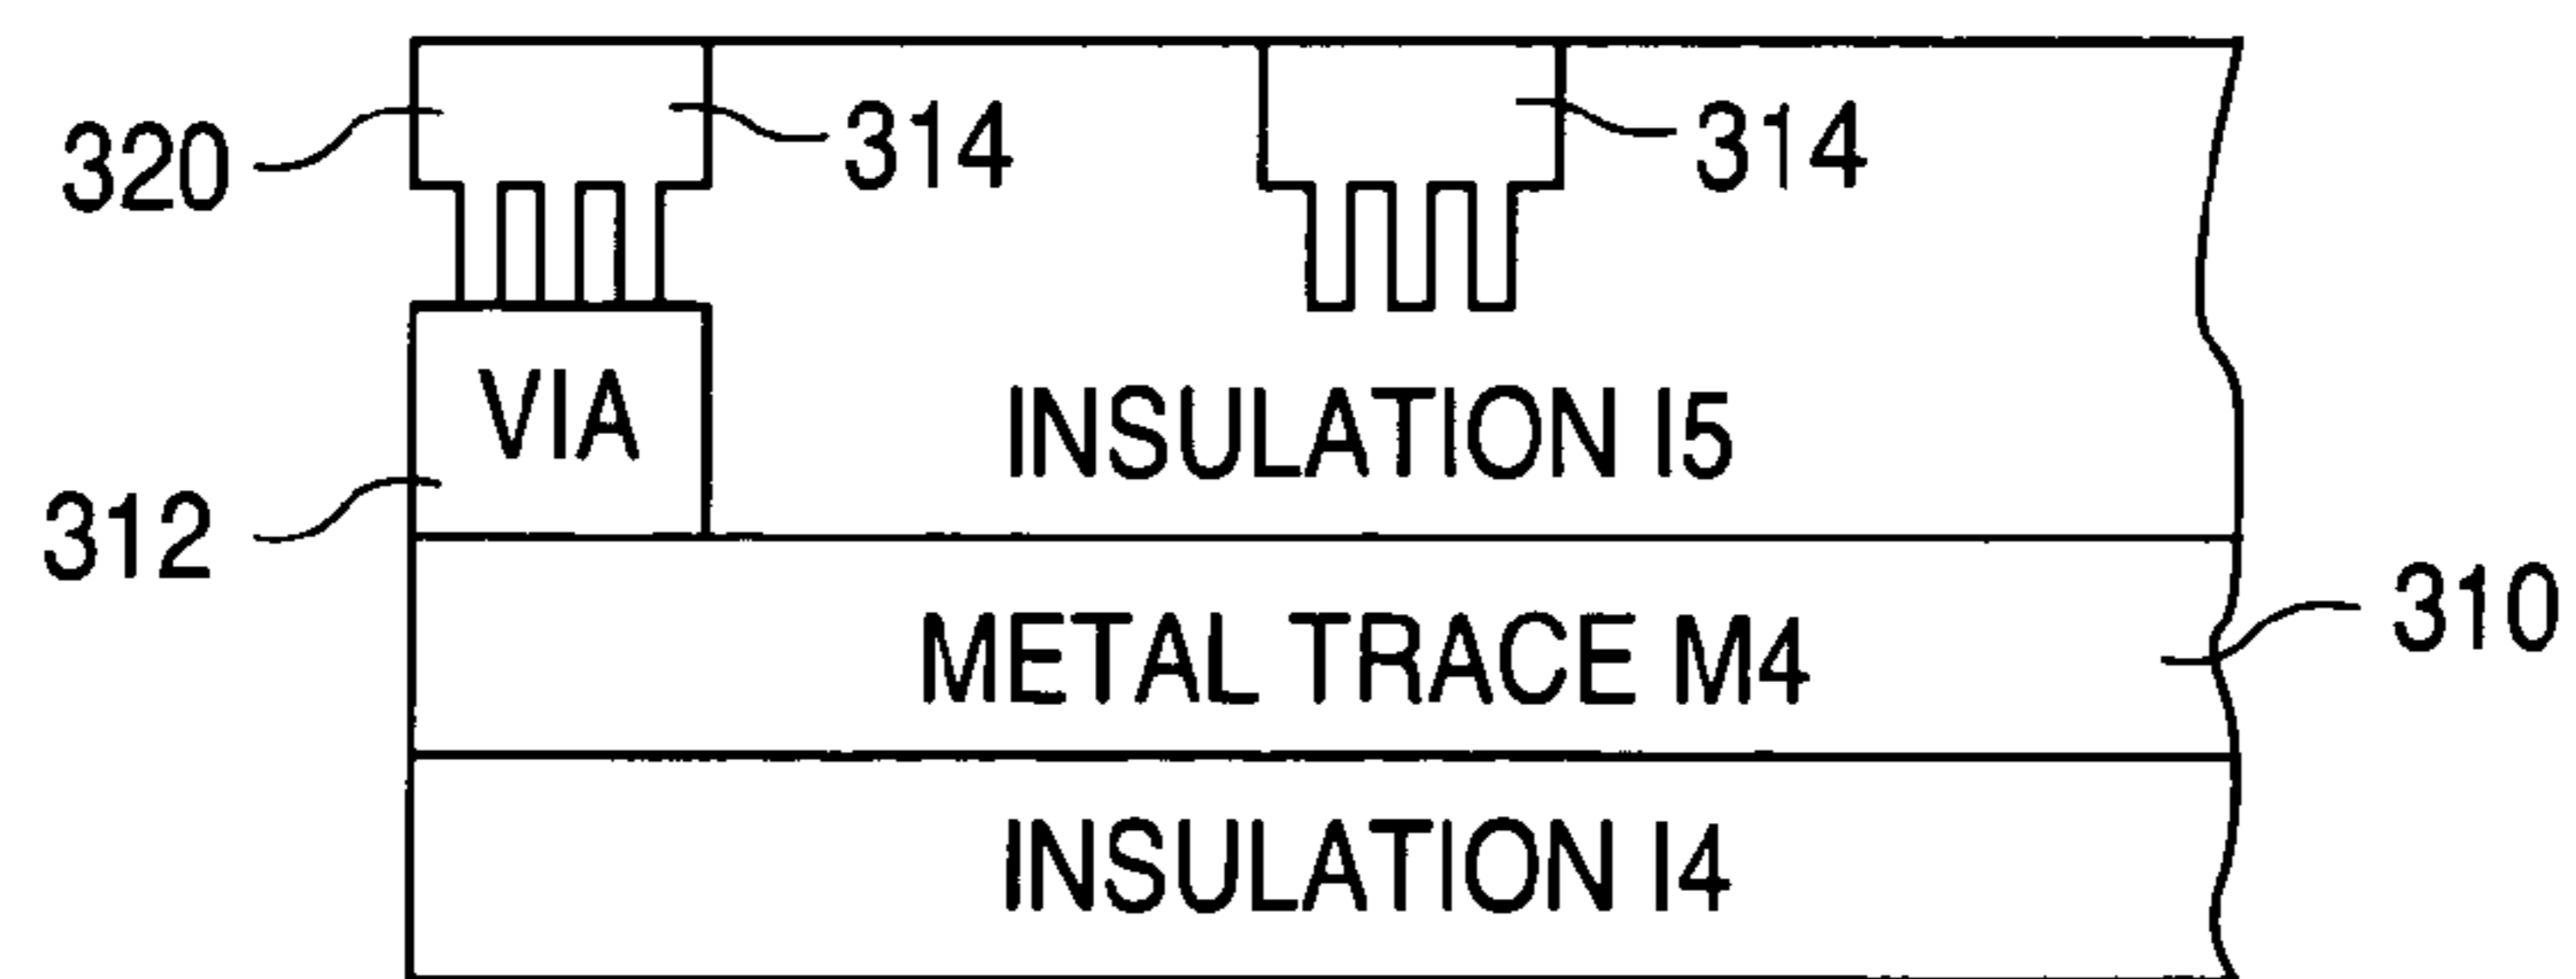 320
314
314
VIA
INSULATION I5
312
METAL TRACE M4
310
INSULATION I4